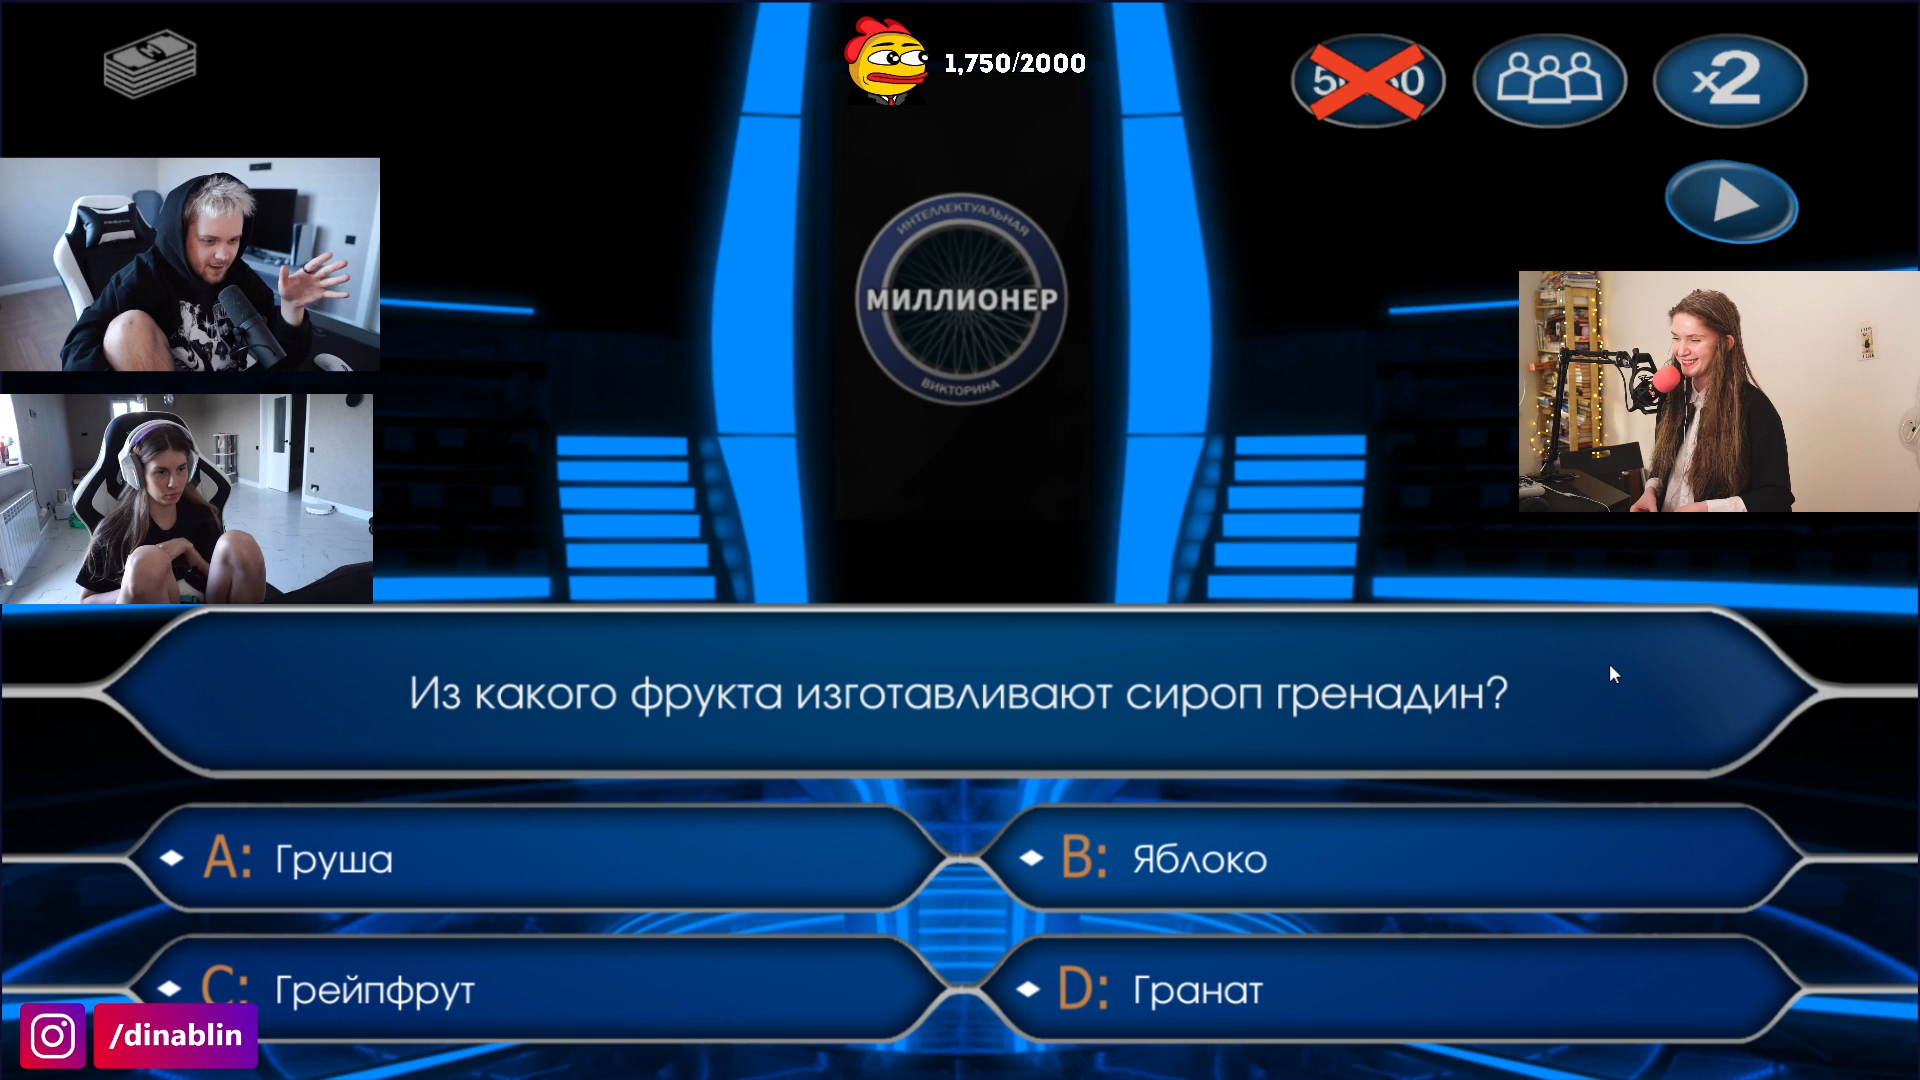 1,750/2000
x2
ИНТЕЛЛЕКТУАЛЬНАЯ
МИЛЛИОНЕР
ВИКТОРИНА
Из какого фрукта изготавливают сироп гренадин?
A: Груша
B: Яблоко
C: Грейпфрут
D: Гранат
/dinablin